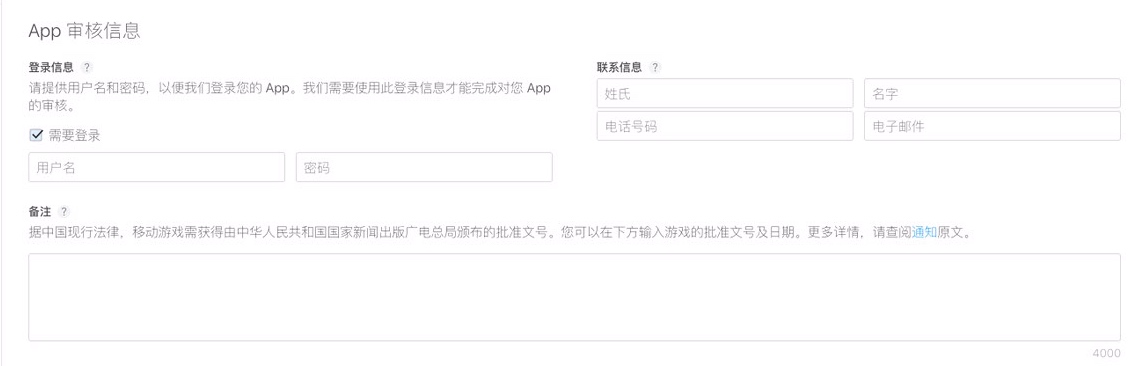 App 审核信息
登录信息 ?
请提供用户名和密码，以便我们登录您的 App。我们需要使用此登录信息才能完成对您 App
的审核。
需要登录
用户名
密码
联系信息 ?
姓氏
名字
电话号码
电子邮件
备注 ?
据中国现行法律，移动游戏需获得由中华人民共和国国家新闻出版广电总局颁布的批准文号。您可以在下方输入游戏的批准文号及日期。更多详情，请查阅通知原文。
4000